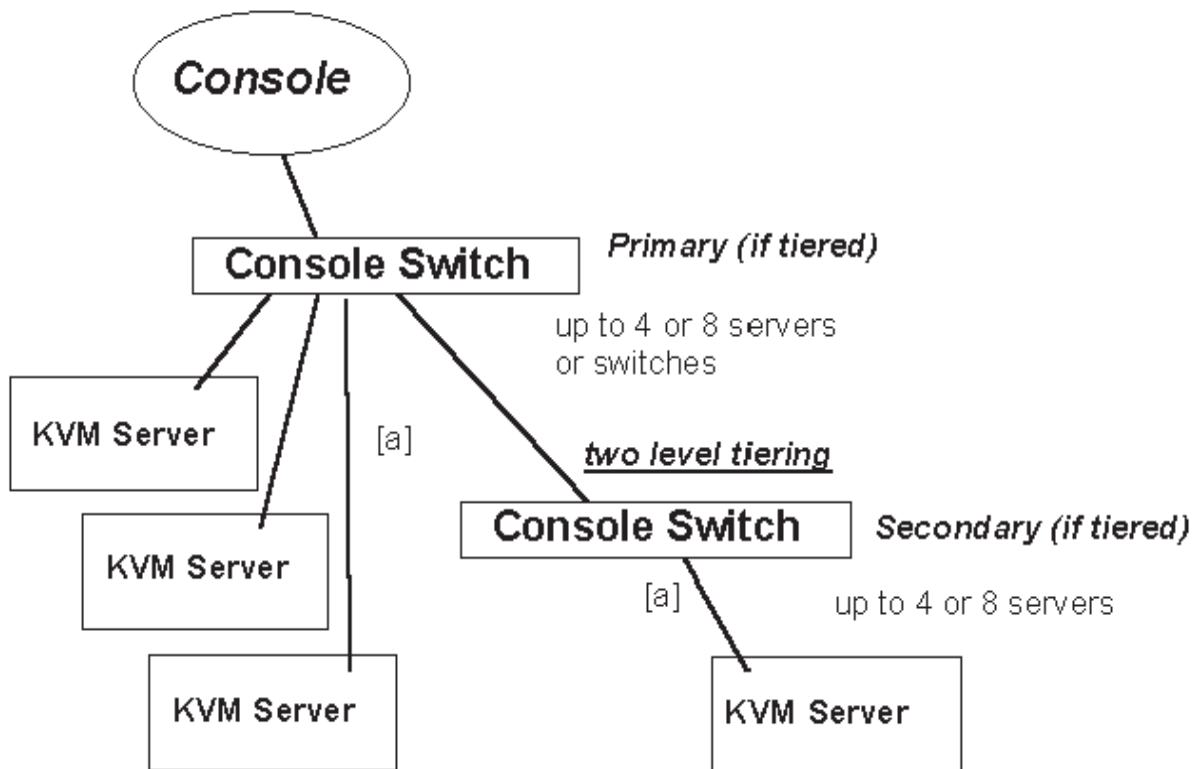 Console
Console Switch
Primary (if tiered)
up to 4 or 8 servers
or switches
KVM Server
[a]
two level tiering
Console Switch
Secondary (if tiered)
KVM Server
[a]
up to 4 or 8 servers
KVM Server
KVM Server